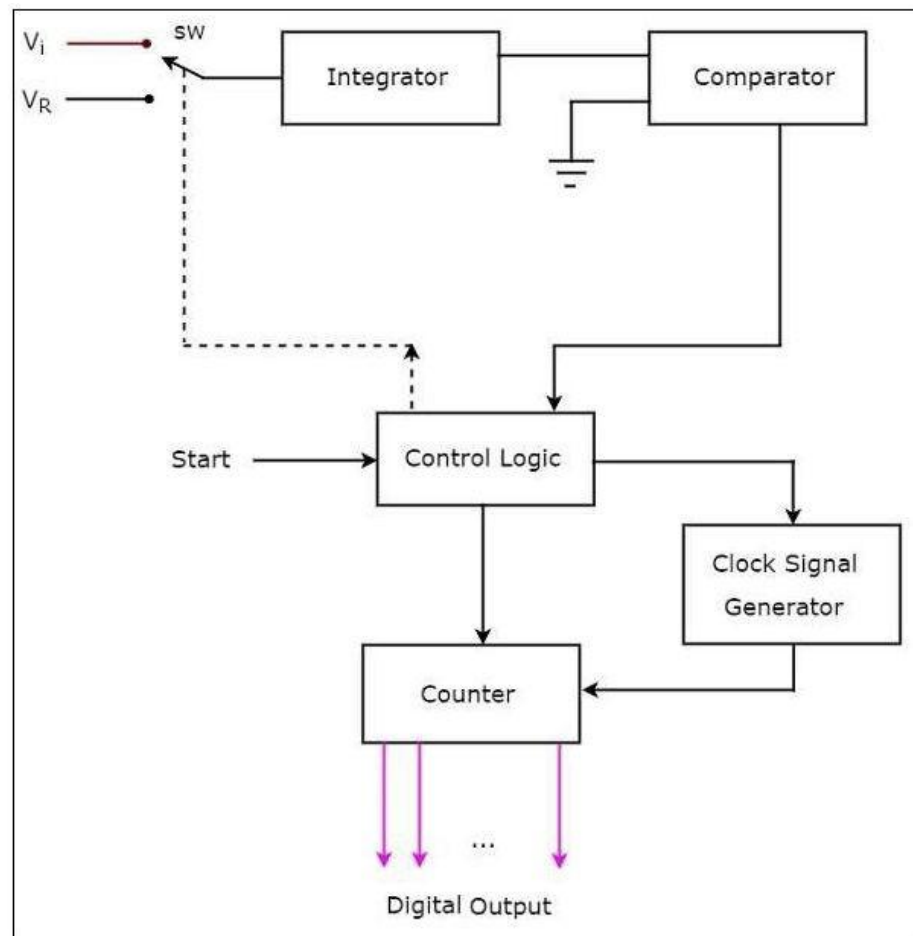 Vi
sw
VR
Integrator
Comparator
Start
Control Logic
Clock Signal
Generator
Counter
...
Digital Output